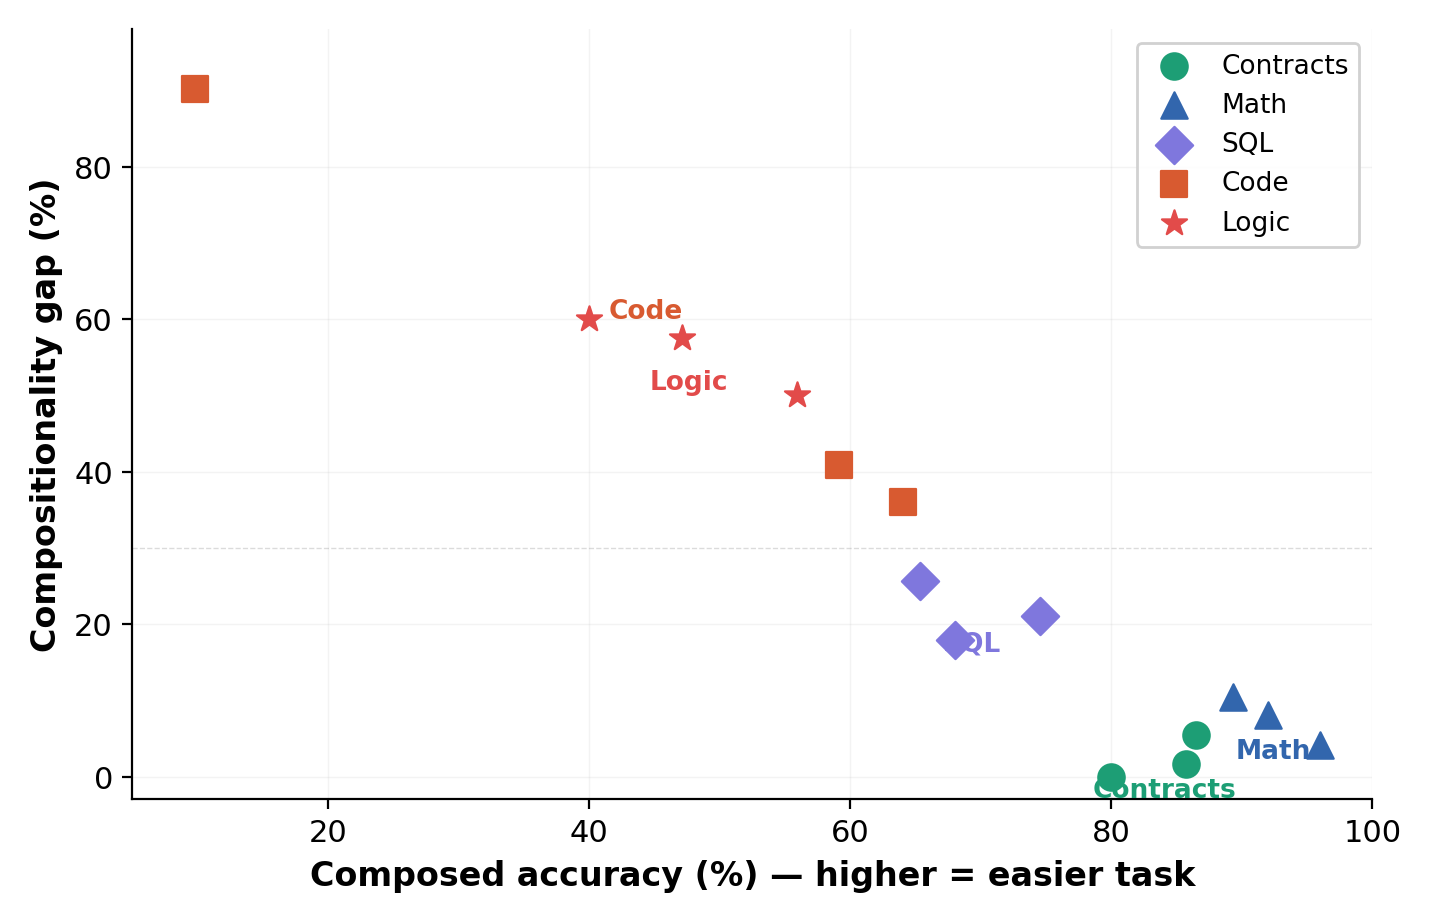 Compositionality gap (%)
80
60
40
20
0
Contracts
Math
SQL
Code
Logic
Code
Logic
QL
Math
Contracts
20
40
60
80
100
Composed accuracy (%) — higher = easier task